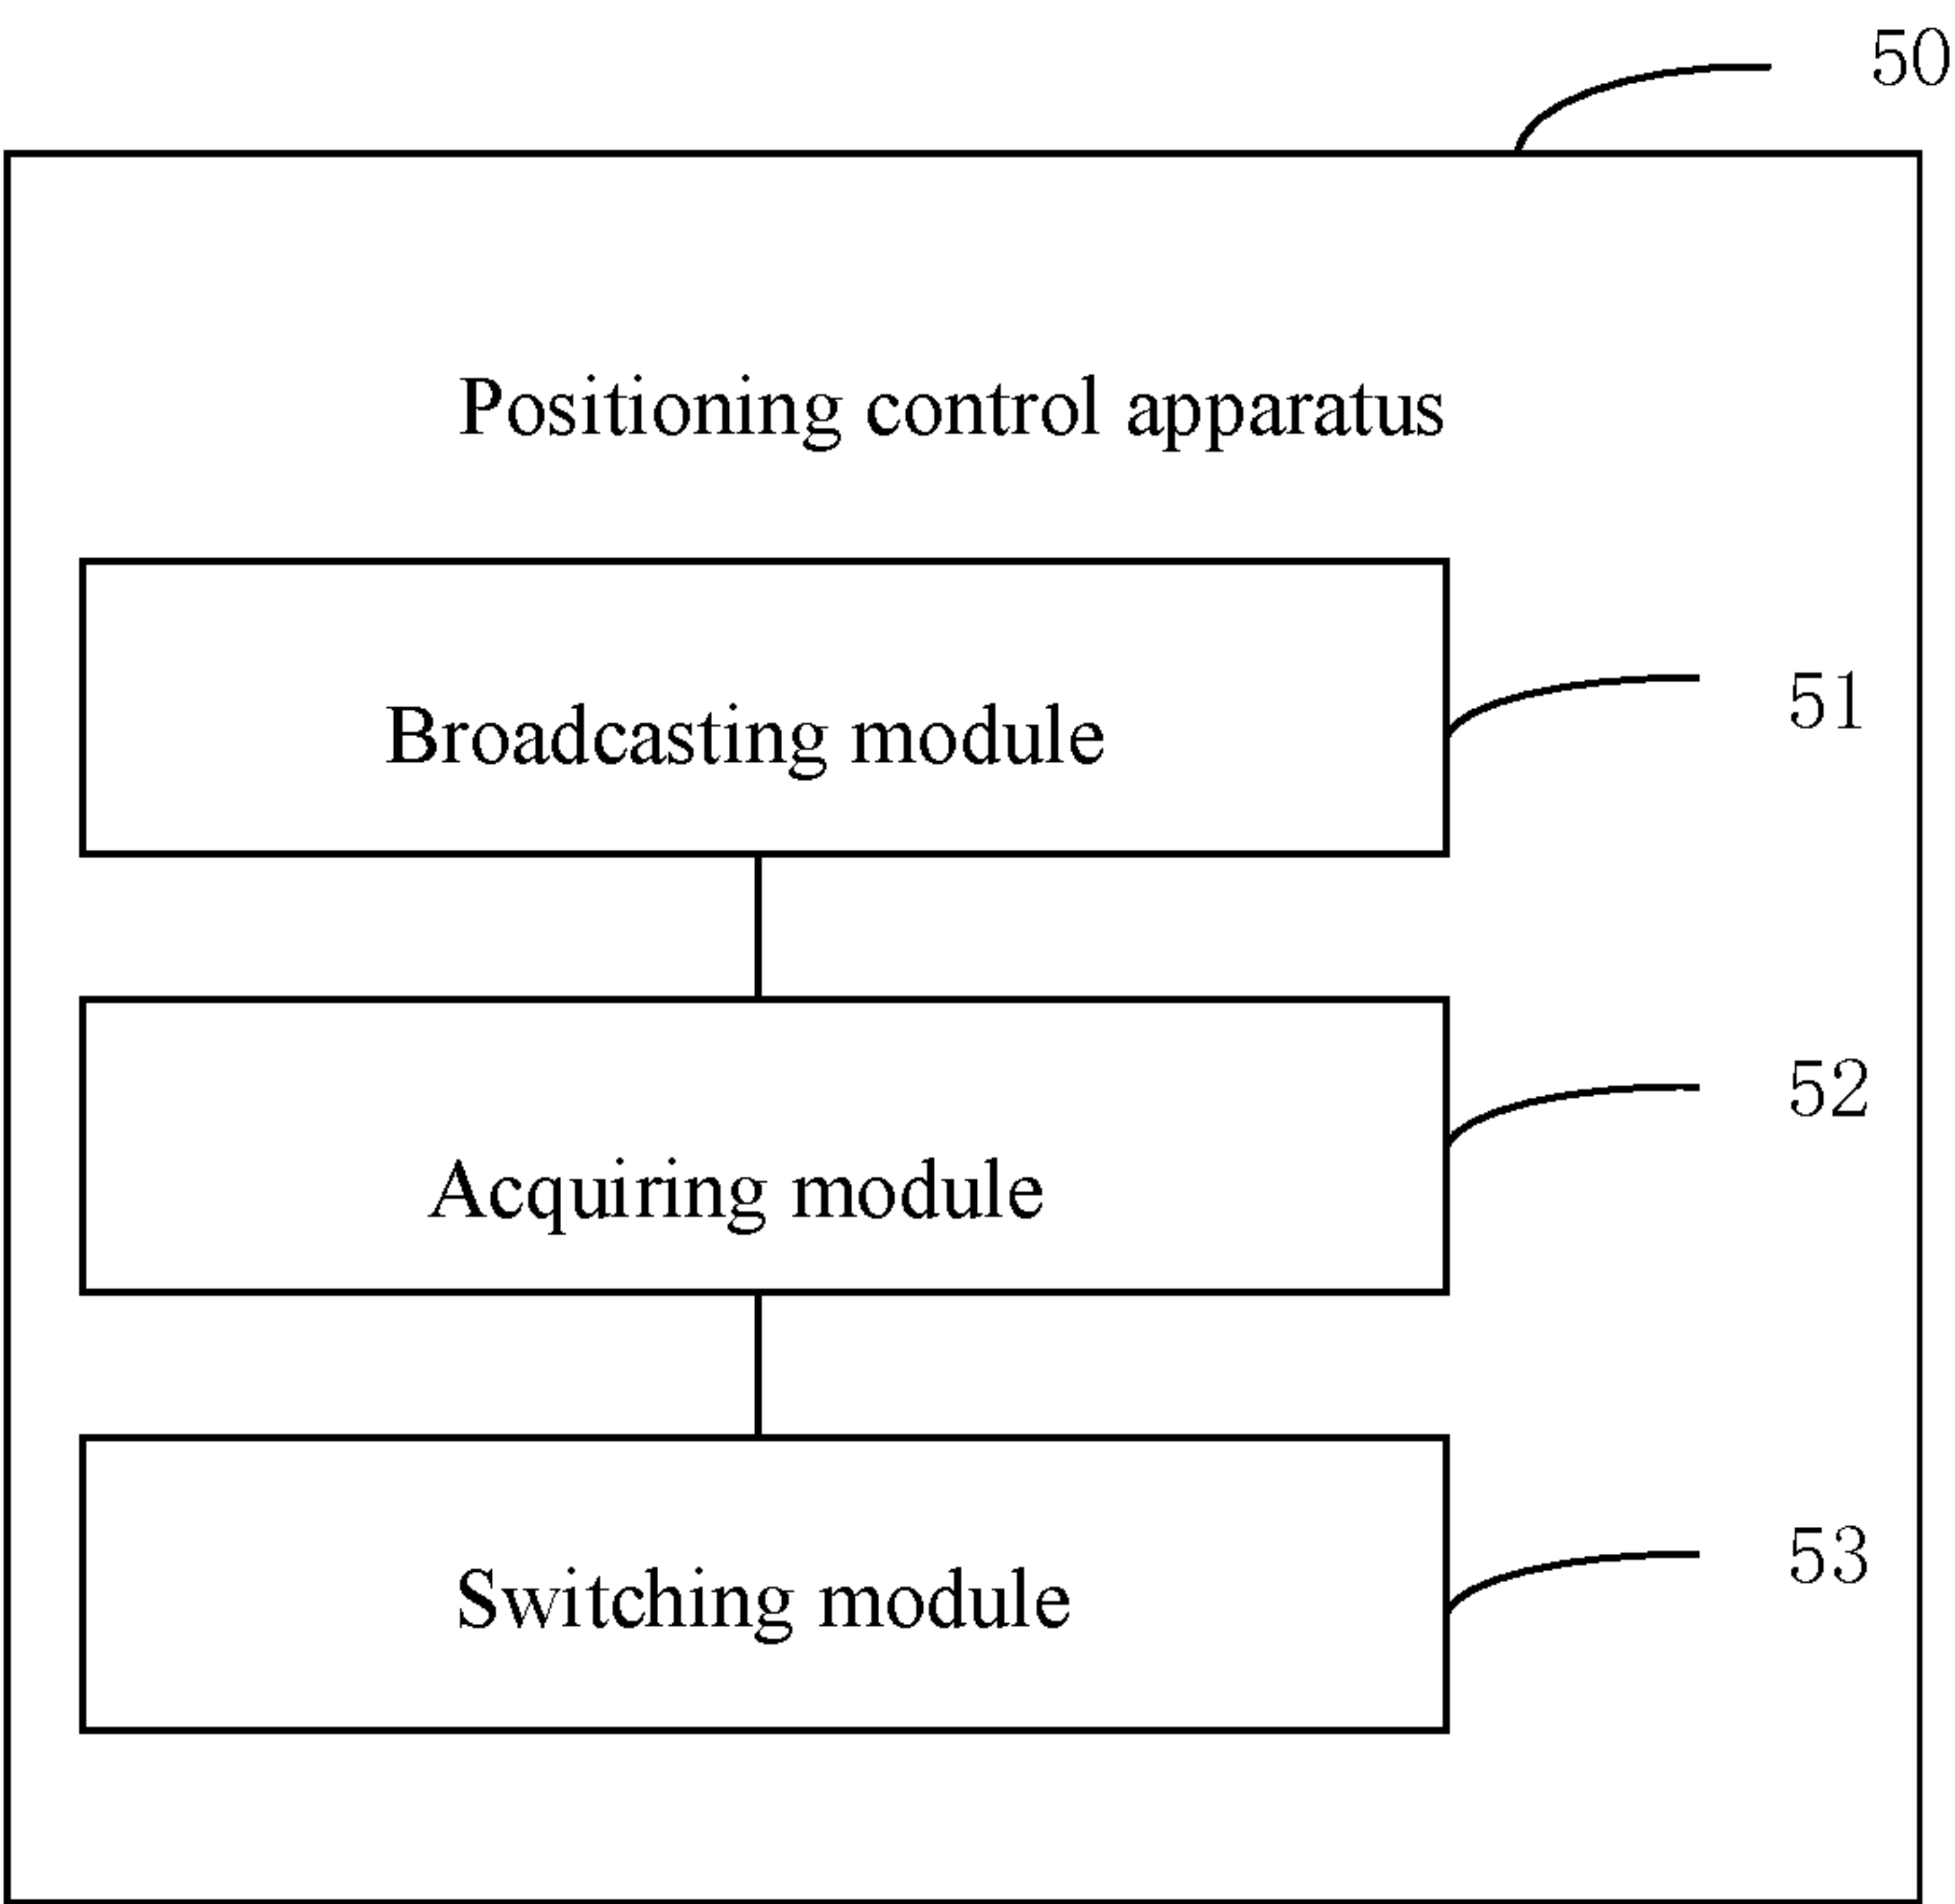 50
Positioning control apparatus
Broadcasting module
51
Acquiring module
52
Switching module
53